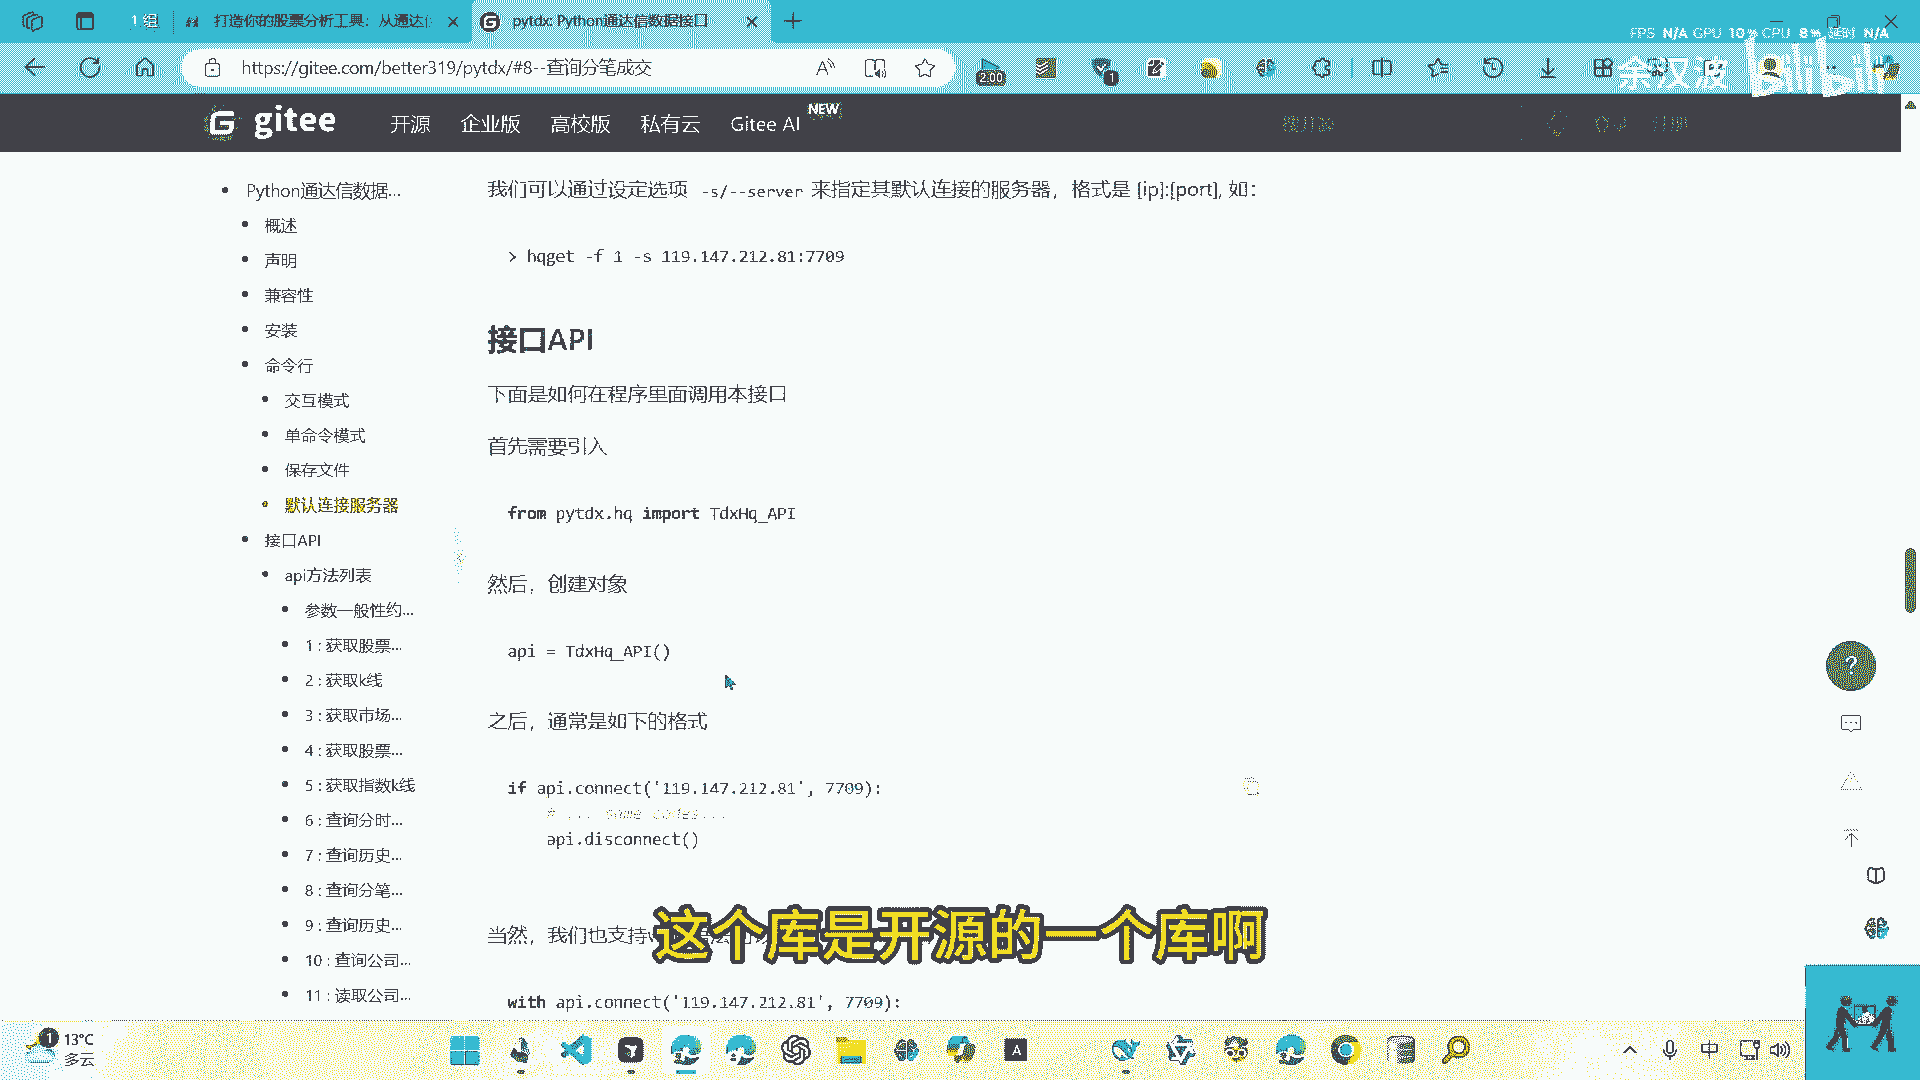 1 组
打造你的股票分析工具：从通达
pytdx: Python通达信数据接口
FPS N/A GPU 10% CPU 8% 延时 N/A
https://gitee.com/better319/pytdx/#8--查询分笔成交
2.00
1
余汉波
bilibili
gitee
开源
企业版
高校版
私有云
Gitee AI
NEW
Python通达信数据...
概述
声明
兼容性
安装
命令行
交互模式
单命令模式
保存文件
默认连接服务器
接口API
api方法列表
参数一般性约...
1 : 获取股票...
2 : 获取k线
3 : 获取市场...
4 : 获取股票...
5 : 获取指数k线
6 : 查询分时...
7 : 查询历史...
8 : 查询分笔...
9 : 查询历史...
10 : 查询公司...
11 : 读取公司...
我们可以通过设定选项 -s/--server 来指定其默认连接的服务器，格式是 [ip]:[port], 如：
> hqget -f 1 -s 119.147.212.81:7709
接口API
下面是如何在程序里面调用本接口
首先需要引入
from pytdx.hq import TdxHq_API
然后，创建对象
api = TdxHq_API()
之后，通常是如下的格式
if api.connect('119.147.212.81', 7709):
# ... some codes...
api.disconnect()
当然，我们也支持
这个库是开源的一个库啊
with api.connect('119.147.212.81', 7709):
1
13°C
多云
A
中